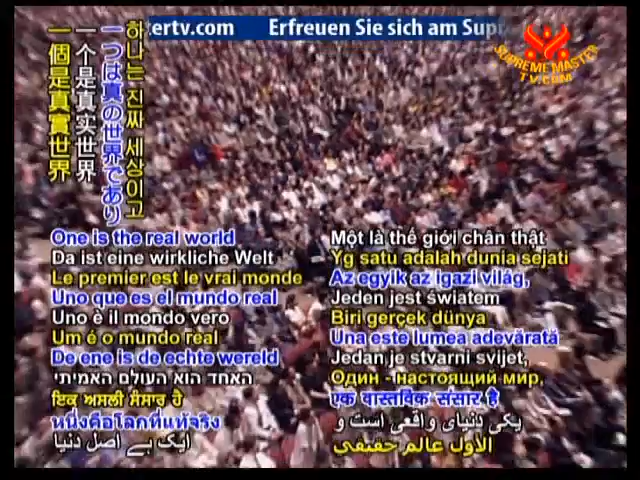 zertv.com Erfreuen Sie sich am Sup
SUPREME MASTER
TV.COM
하나는 진짜 세상이고
一つは真の世界であり
一个是真实世界
一個是真實世界
One is the real world
Da ist eine wirkliche Welt
Le premier est le vrai monde
Uno que es el mundo real
Uno è il mondo vero
Um é o mundo real
De ene is de echte wereld
האחד הוא העולם האמיתי
ਇਕ ਅਸਲੀ ਸੰਸਾਰ ਹੈ
หนึ่งคือโลกที่แท้จริง
ایک ہے اصل دنیا
Một là thế giới chân thật
Yg satu adalah dunia sejati
Az egyik az igazi világ,
Jeden jest światem
Biri gerçek dünya
Una este lumea adevărată
Jedan je stvarni svijet,
Один - настоящий мир,
एक वास्तविक संसार है
یکی دنیای واقعی است و
الأول عالم حقيقي